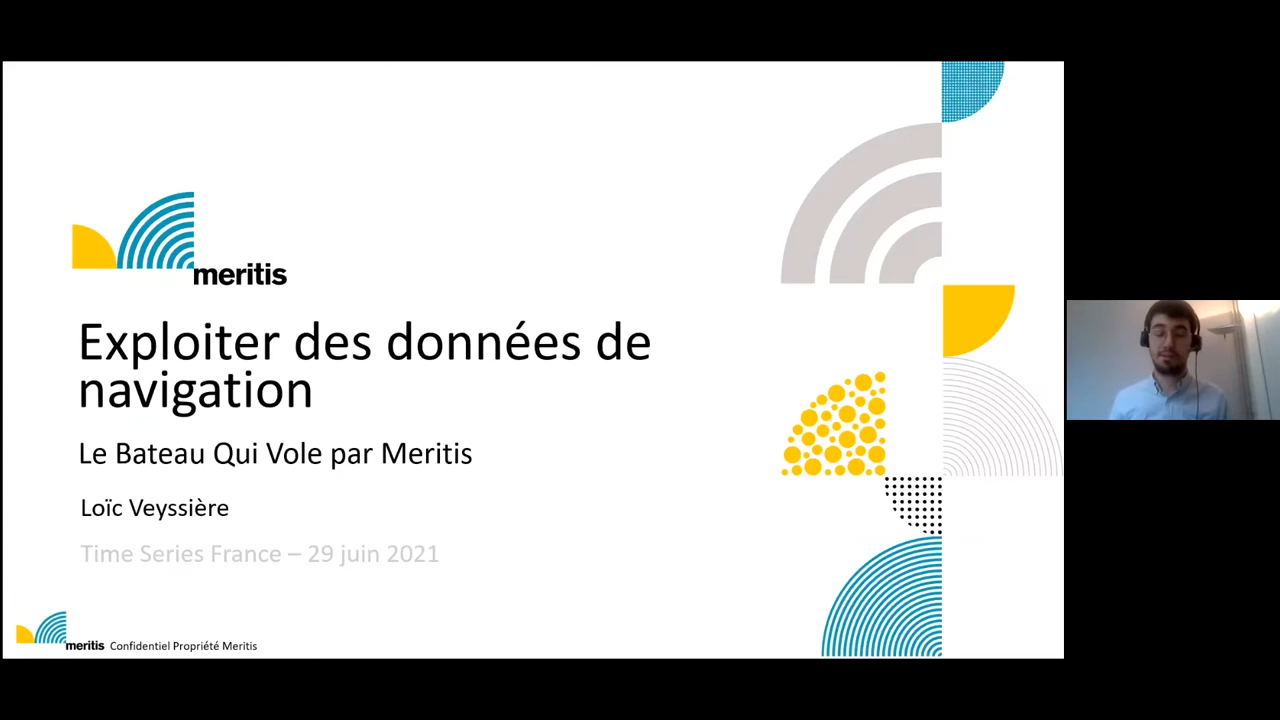 meritis
Exploiter des données de
navigation
Le Bateau Qui Vole par Meritis
Loïc Veyssière
Time Series France – 29 juin 2021
meritis Confidentiel Propriété Meritis